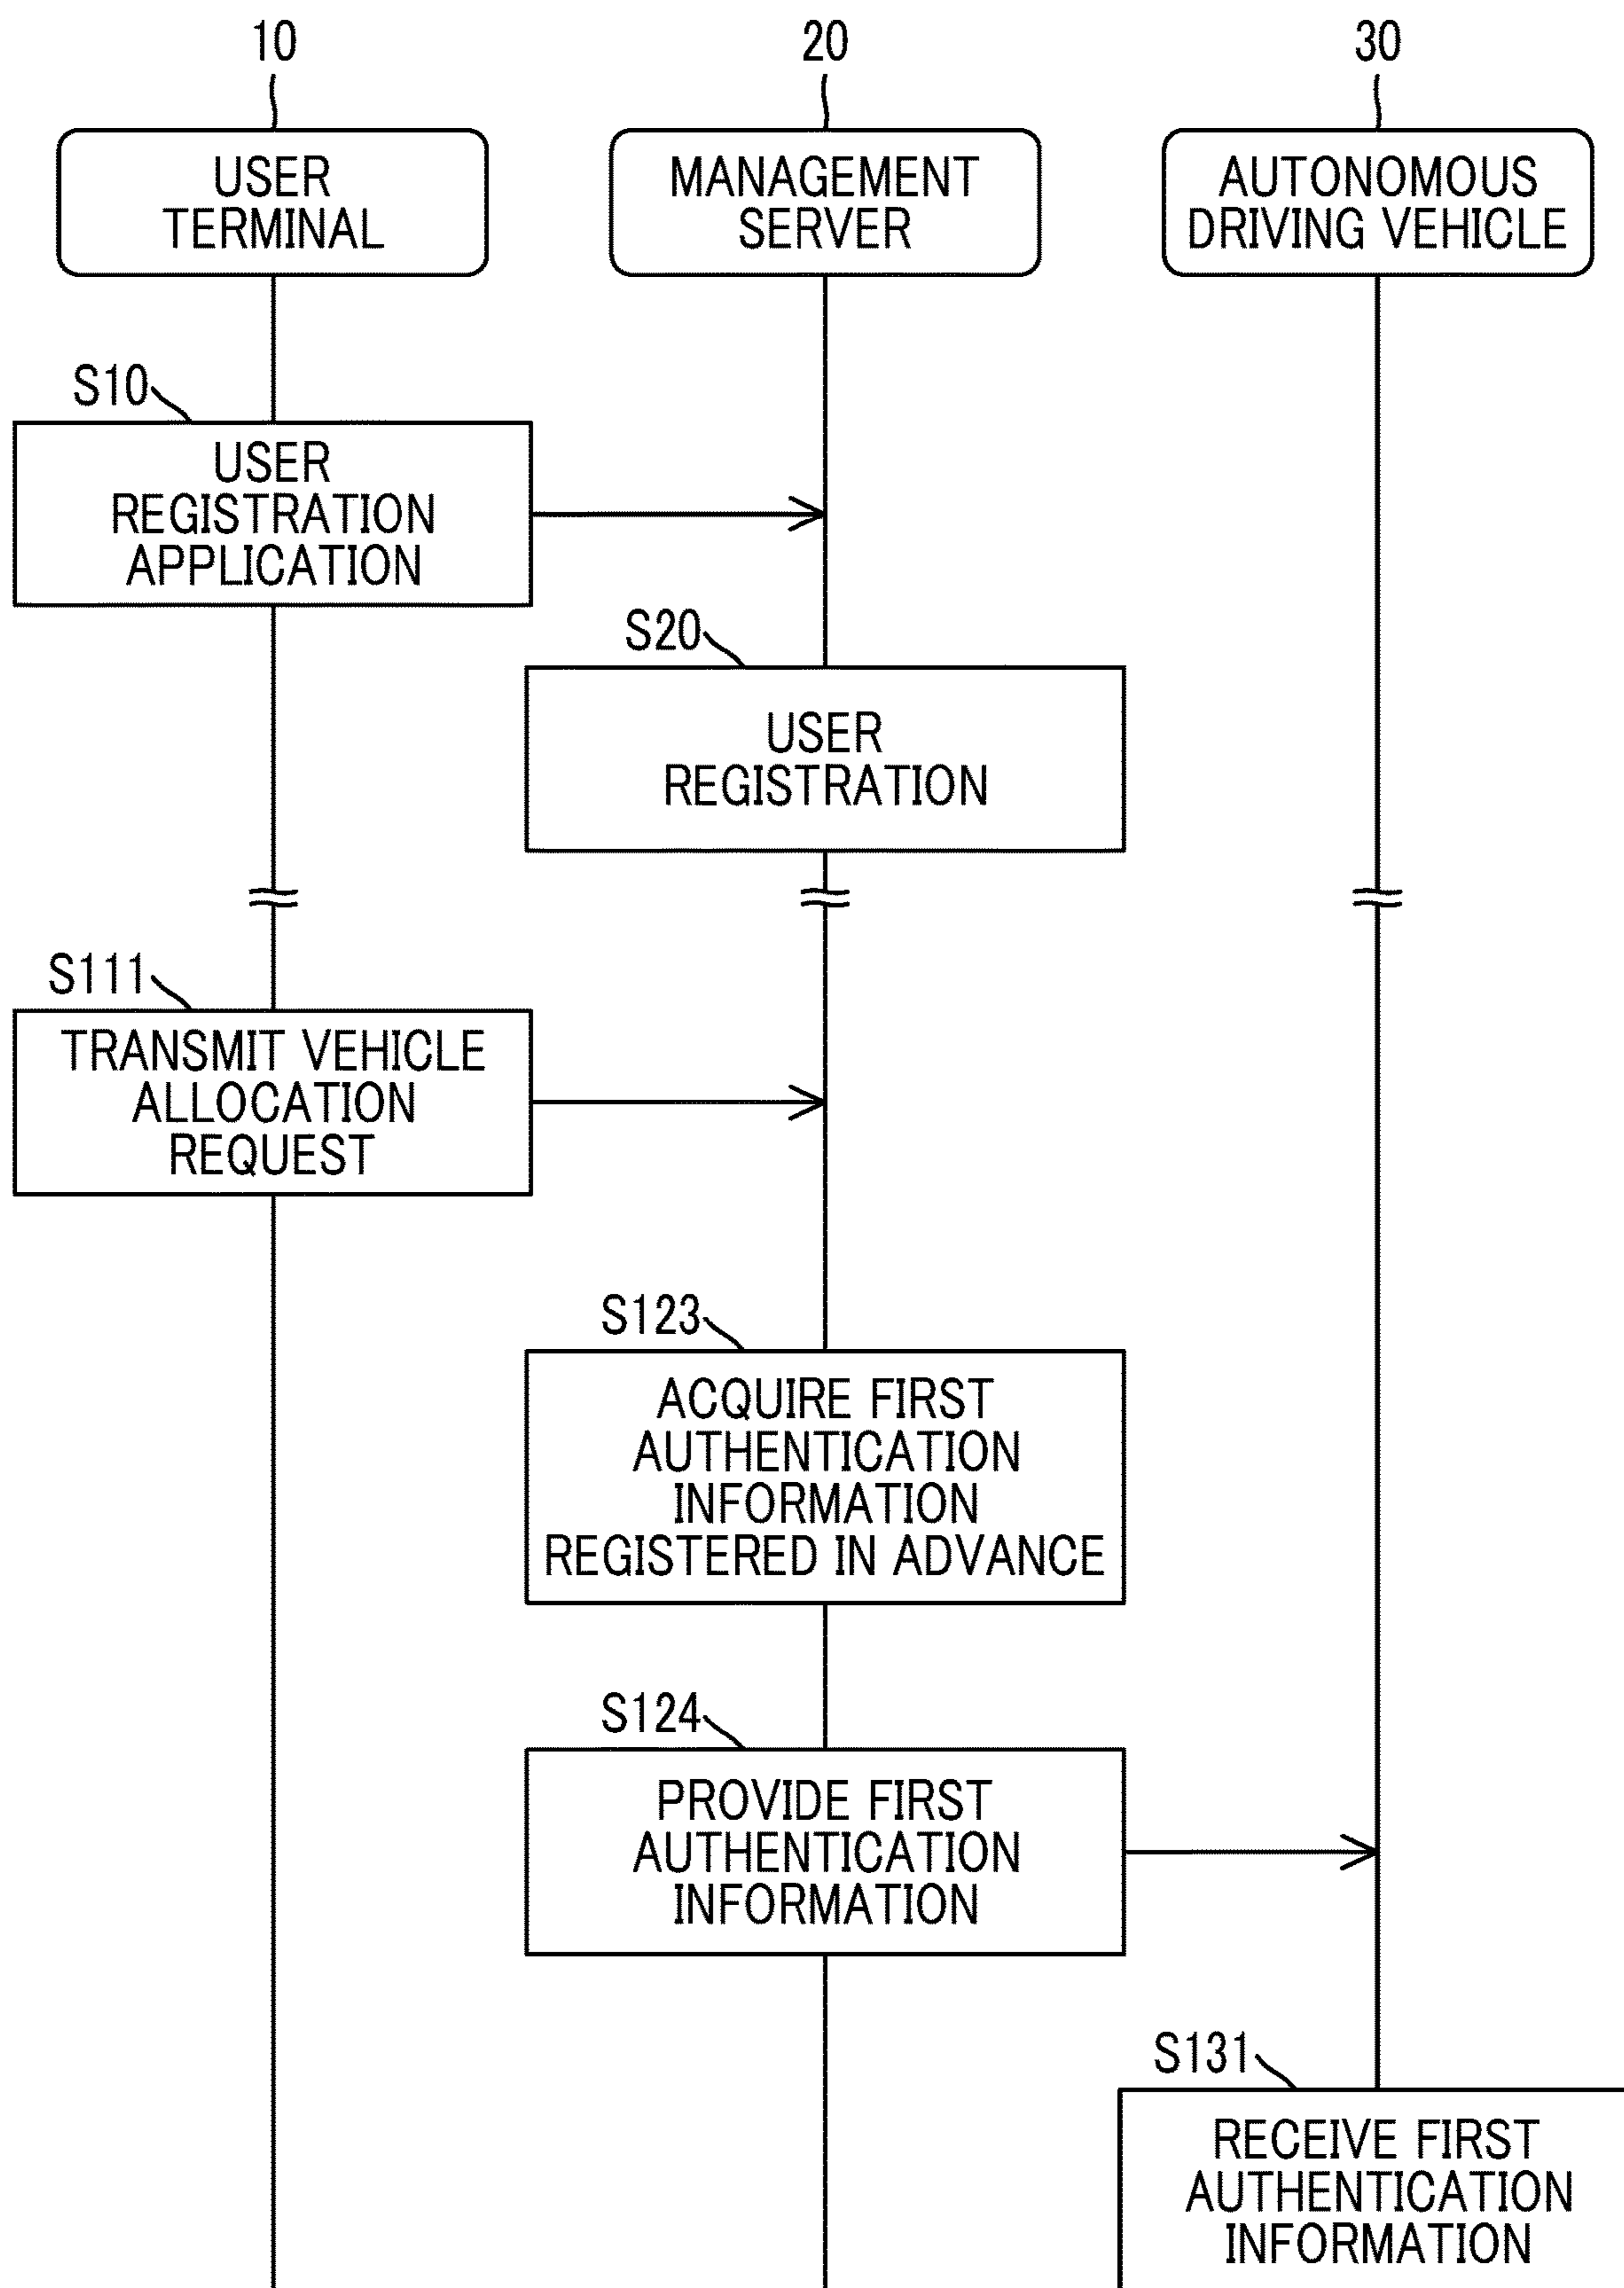 10
20
30
USER
TERMINAL
MANAGEMENT
SERVER
AUTONOMOUS
DRIVING VEHICLE
S10
USER
REGISTRATION
APPLICATION
S20
USER
REGISTRATION
S111
TRANSMIT VEHICLE
ALLOCATION
REQUEST
S123
ACQUIRE FIRST
AUTHENTICATION
INFORMATION
REGISTERED IN ADVANCE
S124
PROVIDE FIRST
AUTHENTICATION
INFORMATION
S131
RECEIVE FIRST
AUTHENTICATION
INFORMATION